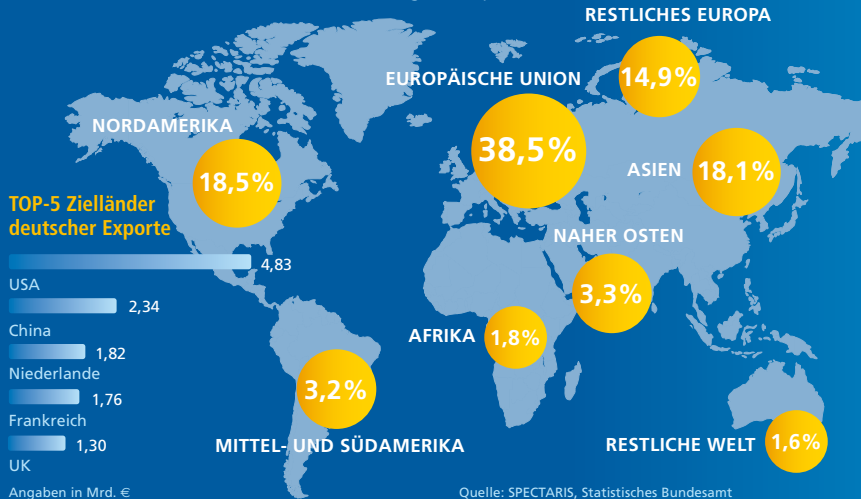 RESTLICHES EUROPA
14,9%
EUROPÄISCHE UNION
38,5%
NORDAMERIKA
18,5%
ASIEN
18,1%
NAHER OSTEN
3,3%
AFRIKA
1,8%
MITTEL- UND SÜDAMERIKA
3,2%
RESTLICHE WELT
1,6%
TOP-5 Zielländer
deutscher Exporte
4,83
USA
2,34
China
1,82
Niederlande
1,76
Frankreich
1,30
UK
Angaben in Mrd. €
Quelle: SPECTARIS, Statistisches Bundesamt